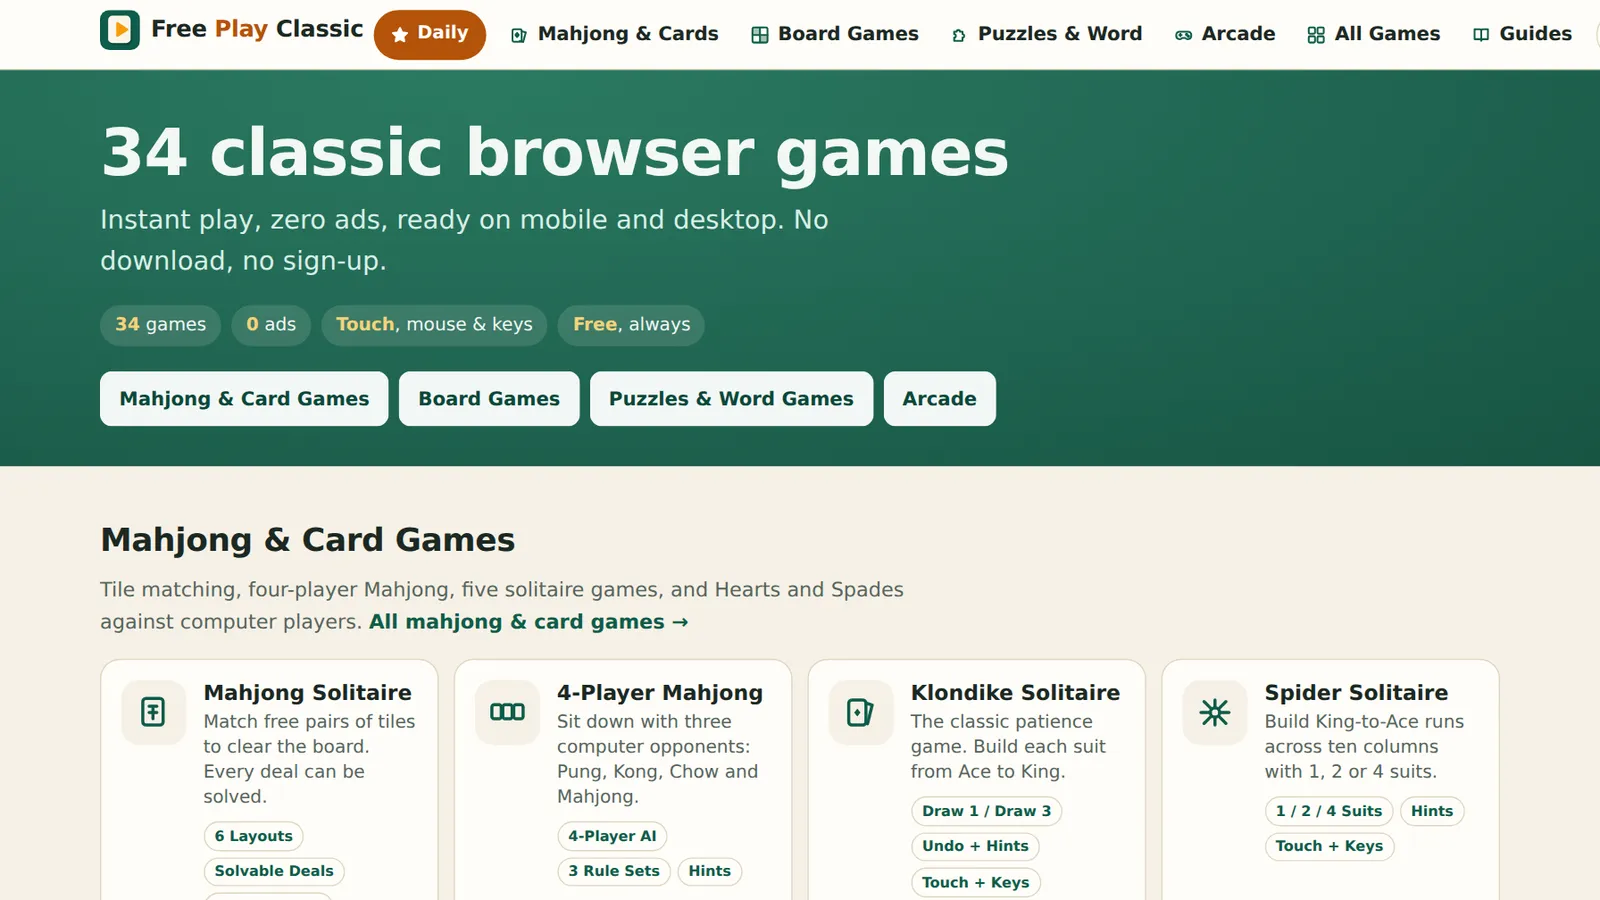 Free Play Classic
Daily
Mahjong & Cards
Board Games
Puzzles & Word
Arcade
All Games
Guides
34 classic browser games
Instant play, zero ads, ready on mobile and desktop. No
download, no sign-up.
34 games
0 ads
Touch, mouse & keys
Free, always
Mahjong & Card Games
Board Games
Puzzles & Word Games
Arcade
Mahjong & Card Games
Tile matching, four-player Mahjong, five solitaire games, and Hearts and Spades
against computer players. All mahjong & card games →
Mahjong Solitaire
Match free pairs of tiles
to clear the board.
Every deal can be
solved.
6 Layouts
Solvable Deals
4-Player Mahjong
Sit down with three
computer opponents:
Pung, Kong, Chow and
Mahjong.
4-Player AI
3 Rule Sets
Hints
Klondike Solitaire
The classic patience
game. Build each suit
from Ace to King.
Draw 1 / Draw 3
Undo + Hints
Touch + Keys
Spider Solitaire
Build King-to-Ace runs
across ten columns
with 1, 2 or 4 suits.
1 / 2 / 4 Suits
Hints
Touch + Keys